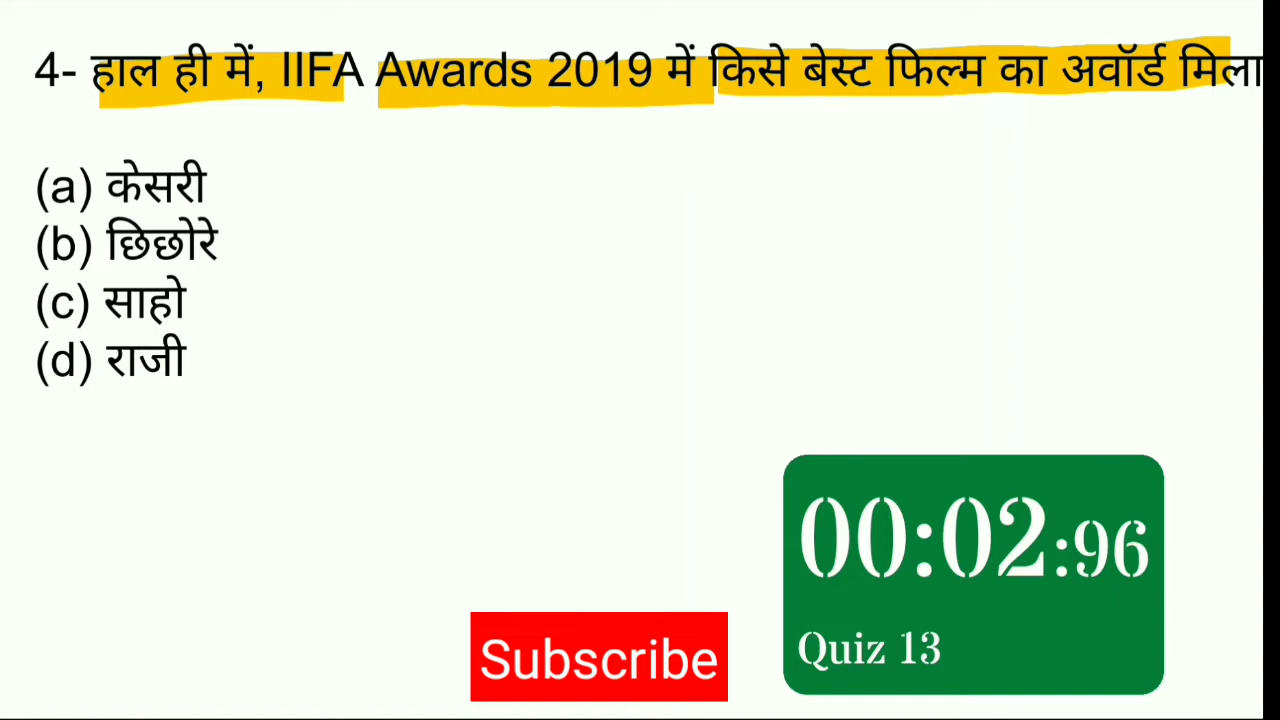 4- हाल ही में, IIFA Awards 2019 में किसे बेस्ट फिल्म का अवॉर्ड मिला
(a) केसरी
(b) छिछोरे
(c) साहो
(d) राजी
00:02:96
Quiz 13
Subscribe